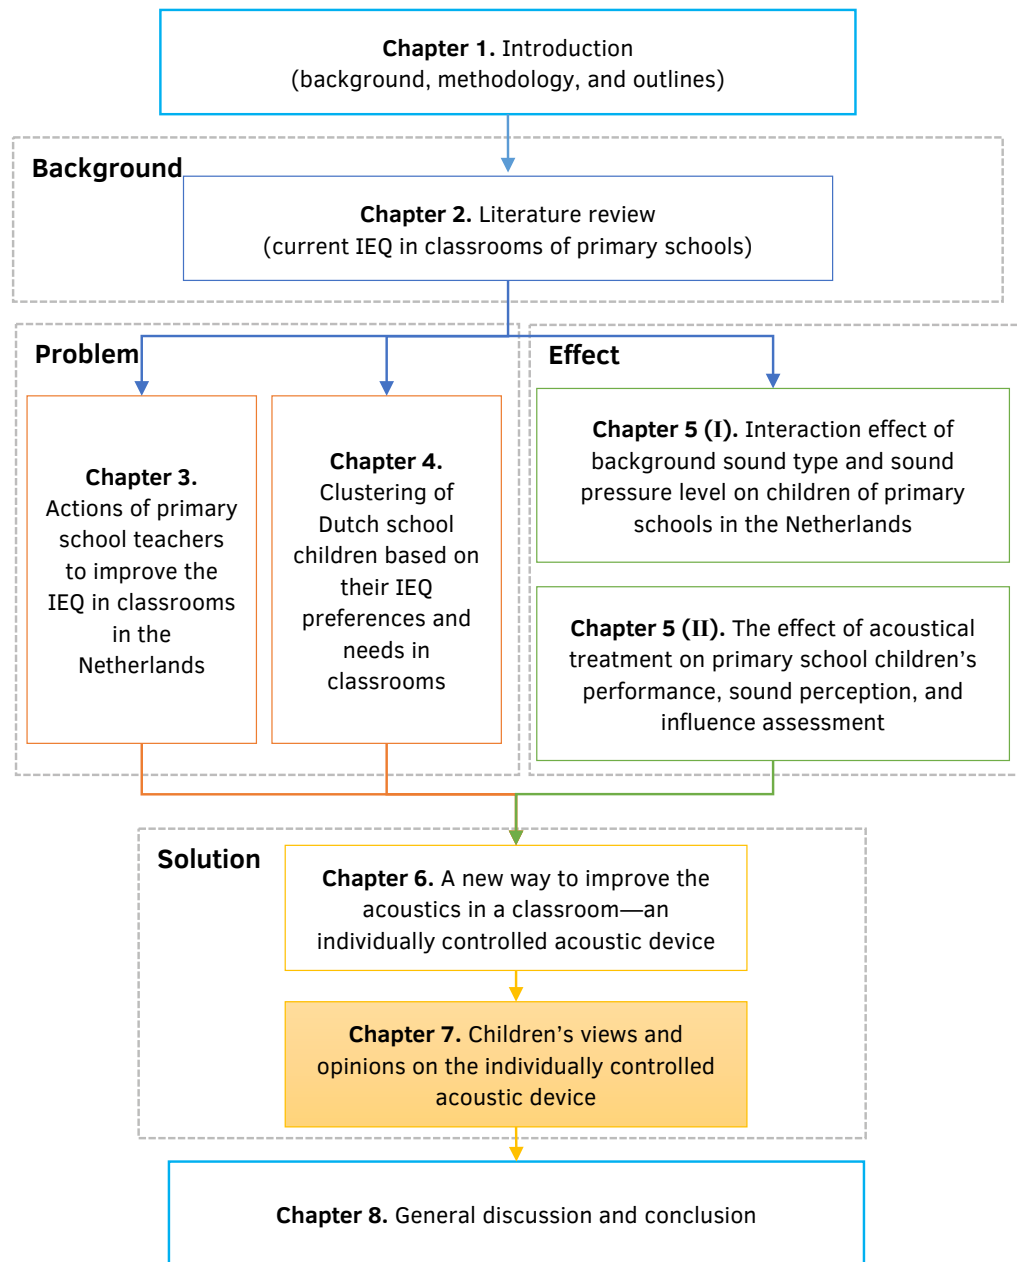 Chapter 1. Introduction
(background, methodology, and outlines)
Background
Chapter 2. Literature review
(current IEQ in classrooms of primary schools)
Problem
Chapter 3.
Actions of primary
school teachers
to improve the
IEQ in classrooms
in the
Netherlands
Chapter 4.
Clustering of
Dutch school
children based on
their IEQ
preferences and
needs in
classrooms
Effect
Chapter 5 (I). Interaction effect of
background sound type and sound
pressure level on children of primary
schools in the Netherlands
Chapter 5 (II). The effect of acoustical
treatment on primary school children’s
performance, sound perception, and
influence assessment
Solution
Chapter 6. A new way to improve the
acoustics in a classroom—an
individually controlled acoustic device
Chapter 7. Children’s views and
opinions on the individually controlled
acoustic device
Chapter 8. General discussion and conclusion